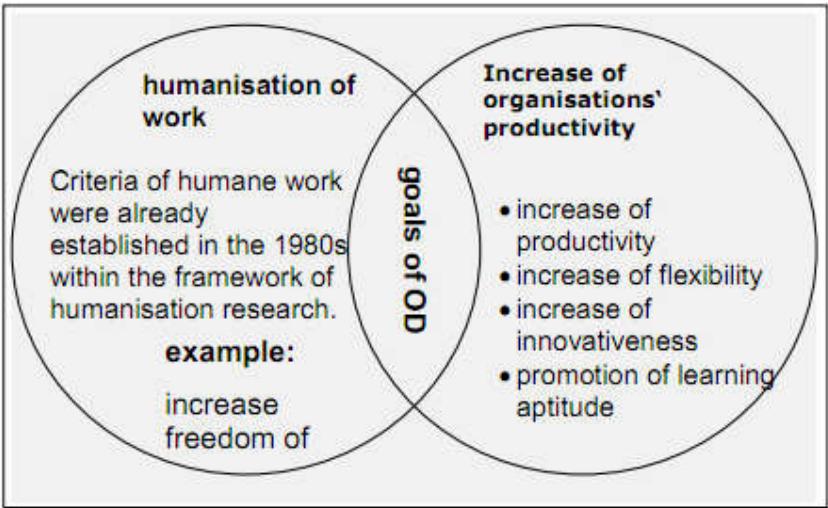 humanisation of
work
Criteria of humane work
were already
established in the 1980s
within the framework of
humanisation research.
example:
increase
freedom of
goals of OD
Increase of
organisations‛
productivity
• increase of
productivity
• increase of flexibility
• increase of
innovativeness
• promotion of learning
aptitude